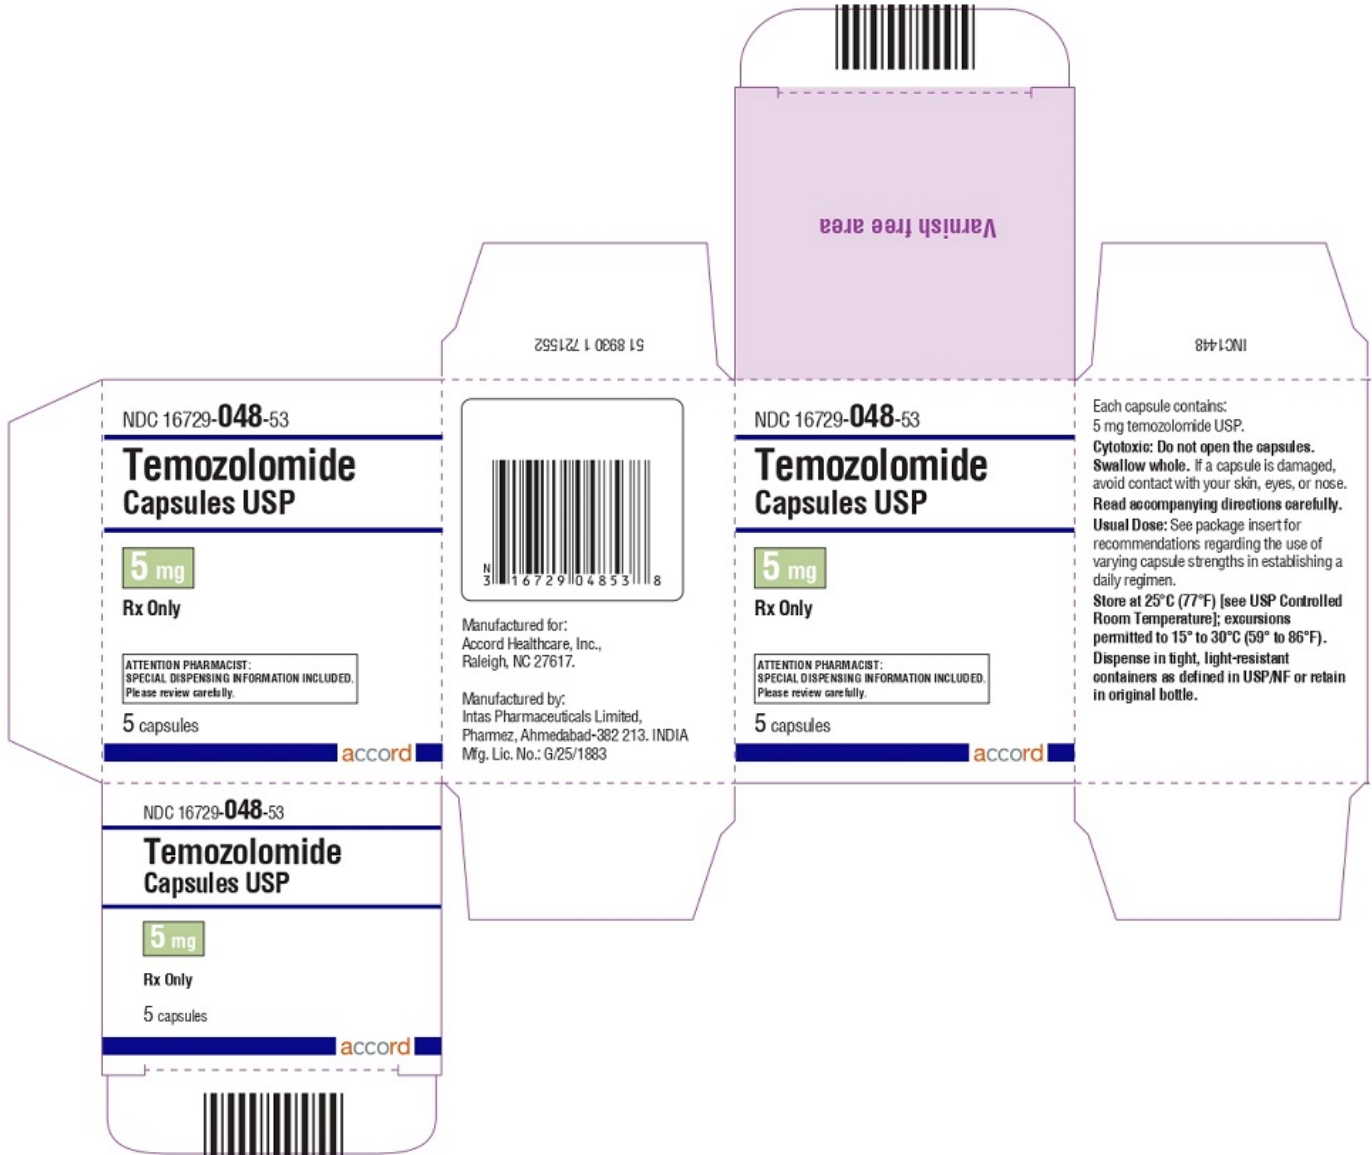 Varnish free area
51 8930 1 721552
INC1448
NDC 16729-048-53
Temozolomide
Capsules USP
5 mg
Rx Only
ATTENTION PHARMACIST:
SPECIAL DISPENSING INFORMATION INCLUDED.
Please review carefully.
5 capsules
accord
N
3 16729 04853 8
Manufactured for:
Accord Healthcare, Inc.,
Raleigh, NC 27617.
Manufactured by:
Intas Pharmaceuticals Limited,
Pharmez, Ahmedabad-382 213. INDIA
Mfg. Lic. No.: G/25/1883
NDC 16729-048-53
Temozolomide
Capsules USP
5 mg
Rx Only
ATTENTION PHARMACIST:
SPECIAL DISPENSING INFORMATION INCLUDED.
Please review carefully.
5 capsules
accord
Each capsule contains:
5 mg temozolomide USP.
Cytotoxic: Do not open the capsules.
Swallow whole. If a capsule is damaged,
avoid contact with your skin, eyes, or nose.
Read accompanying directions carefully.
Usual Dose: See package insert for
recommendations regarding the use of
varying capsule strengths in establishing a
daily regimen.
Store at 25°C (77°F) [see USP Controlled
Room Temperature]; excursions
permitted to 15° to 30°C (59° to 86°F).
Dispense in tight, light-resistant
containers as defined in USP/NF or retain
in original bottle.
NDC 16729-048-53
Temozolomide
Capsules USP
5 mg
Rx Only
5 capsules
accord